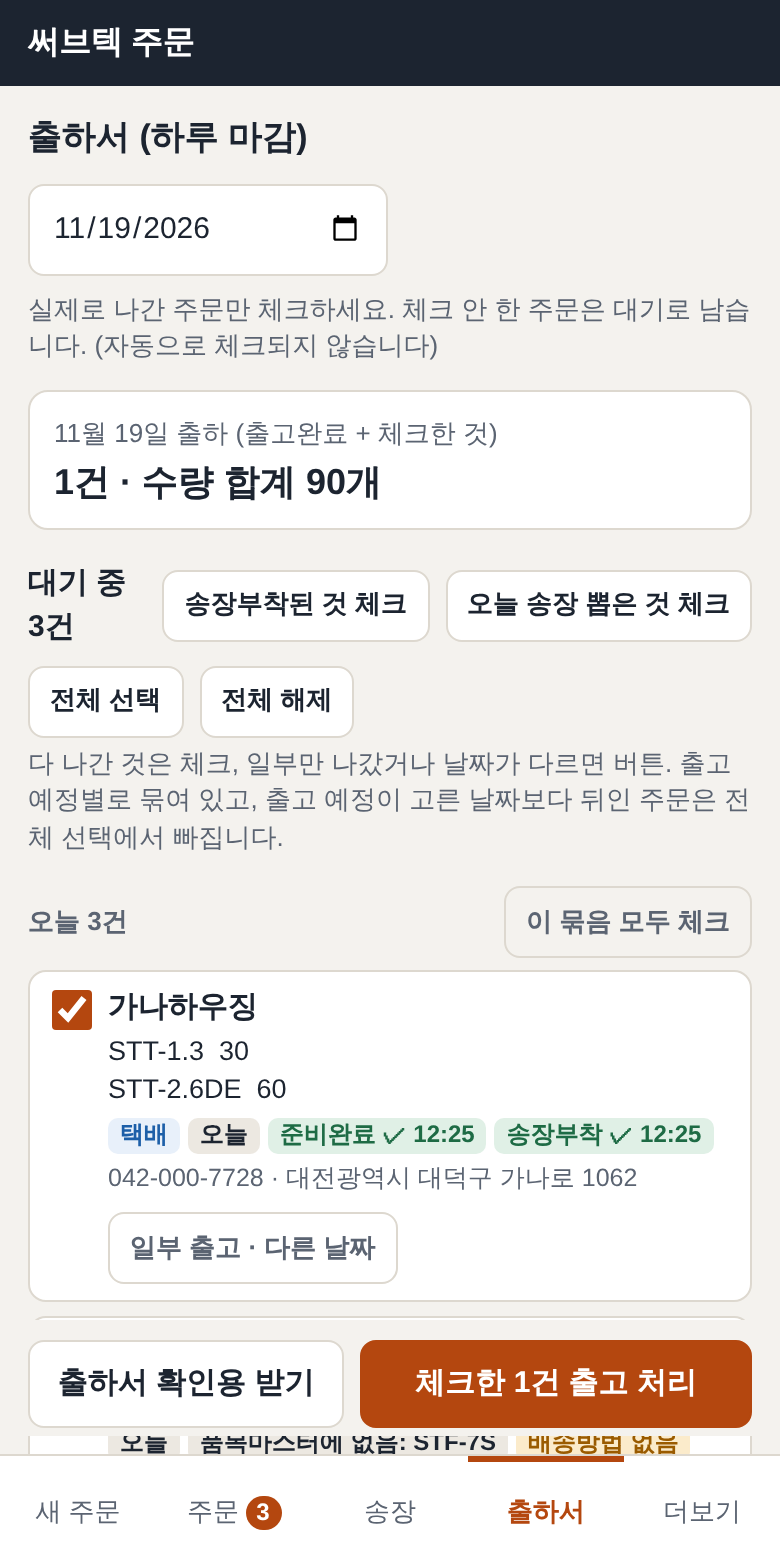 써브텍 주문
출하서 (하루 마감)
11/19/2026
실제로 나간 주문만 체크하세요. 체크 안 한 주문은 대기로 남습
니다. (자동으로 체크되지 않습니다)
11월 19일 출하 (출고완료 + 체크한 것)
1건 · 수량 합계 90개
대기 중
3건
송장부착된 것 체크
오늘 송장 뽑은 것 체크
전체 선택
전체 해제
다 나간 것은 체크, 일부만 나갔거나 날짜가 다르면 버튼. 출고
예정별로 묶여 있고, 출고 예정이 고른 날짜보다 뒤인 주문은 전
체 선택에서 빠집니다.
오늘 3건
이 묶음 모두 체크
가나하우징
STT-1.3 30
STT-2.6DE 60
택배 오늘 준비완료 ✓ 12:25 송장부착 ✓ 12:25
042-000-7728 · 대전광역시 대덕구 가나로 1062
일부 출고 · 다른 날짜
출하서 확인용 받기
체크한 1건 출고 처리
오늘 품목마스터에 없음: STF-7S 배송방법 없음
새 주문 주문 3 송장 출하서 더보기